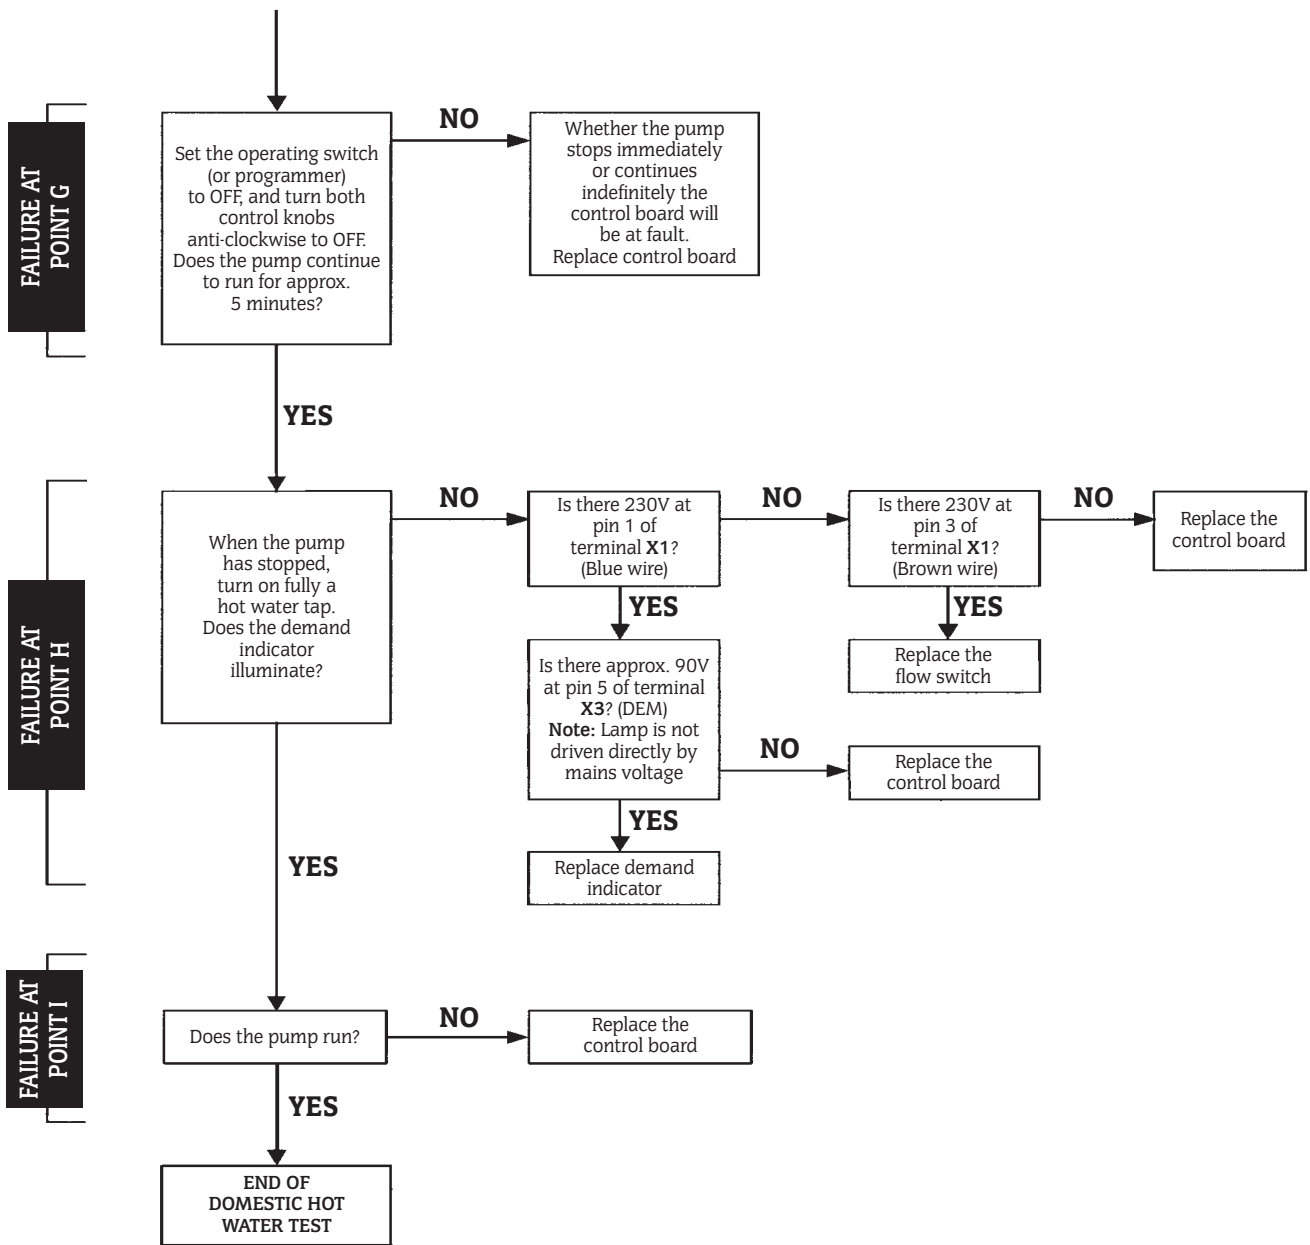 FAILURE AT
POINT G
Set the operating switch
(or programmer)
to OFF, and turn both
control knobs
anti-clockwise to OFF.
Does the pump continue
to run for approx.
5 minutes?
NO
Whether the pump
stops immediately
or continues
indefinitely the
control board will
be at fault.
Replace control board
YES
FAILURE AT
POINT H
When the pump
has stopped,
turn on fully a
hot water tap.
Does the demand
indicator
illuminate?
NO
Is there 230V at
pin 1 of
terminal X1?
(Blue wire)
NO
Is there 230V at
pin 3 of
terminal X1?
(Brown wire)
NO
Replace the
control board
YES
YES
Is there approx. 90V
at pin 5 of terminal
X3? (DEM)
Note: Lamp is not
driven directly by
mains voltage
Replace the
flow switch
NO
Replace the
control board
YES
Replace demand
indicator
YES
FAILURE AT
POINT I
Does the pump run?
NO
Replace the
control board
YES
END OF
DOMESTIC HOT
WATER TEST